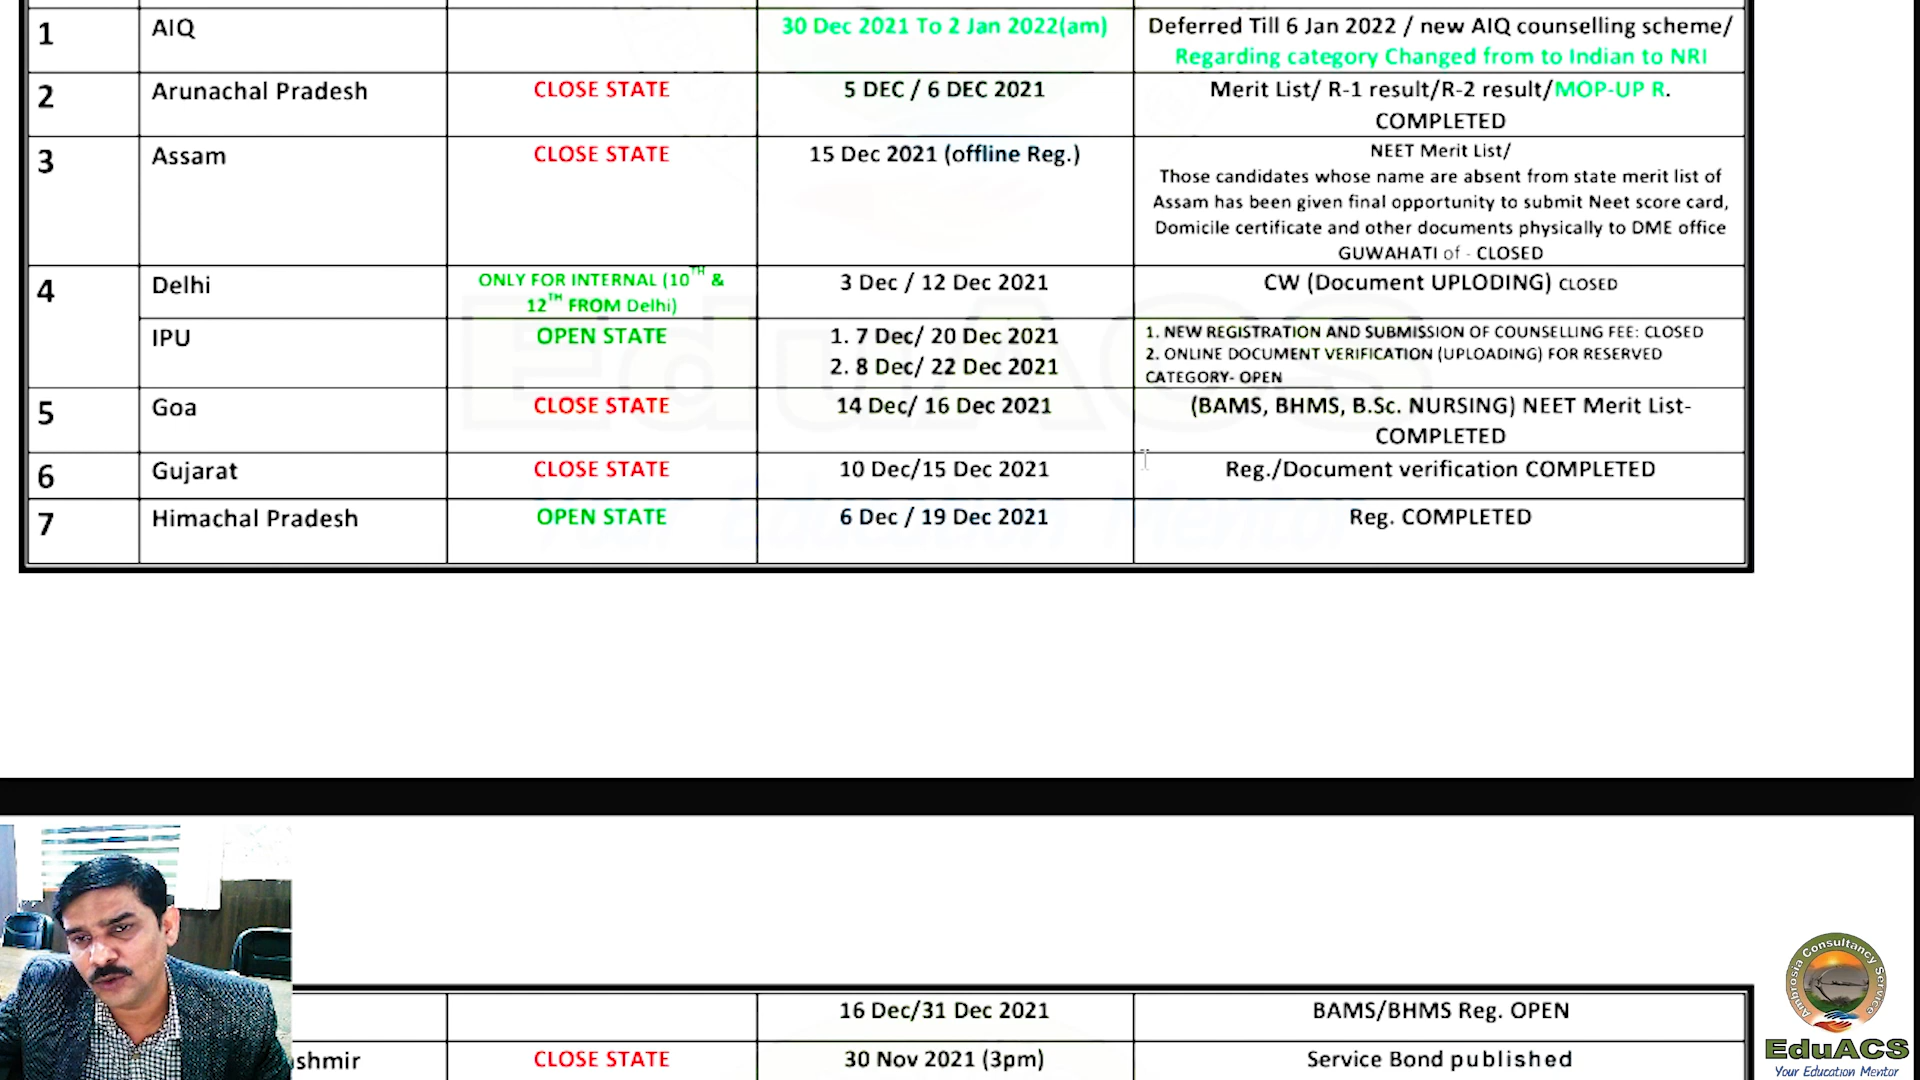 1
AIQ
30 Dec 2021 To 2 Jan 2022(am)
Deferred Till 6 Jan 2022 / new AIQ counselling scheme/
Regarding category Changed from to Indian to NRI
2
Arunachal Pradesh
CLOSE STATE
5 DEC / 6 DEC 2021
Merit List/ R-1 result/R-2 result/MOP-UP R.
COMPLETED
3
Assam
CLOSE STATE
15 Dec 2021 (offline Reg.)
NEET Merit List/
Those candidates whose name are absent from state merit list of
Assam has been given final opportunity to submit Neet score card,
Domicile certificate and other documents physically to DME office
GUWAHATI of - CLOSED
4
Delhi
ONLY FOR INTERNAL (10TH &
12TH FROM Delhi)
3 Dec / 12 Dec 2021
CW (Document UPLODING) CLOSED
IPU
OPEN STATE
1. 7 Dec/ 20 Dec 2021
2. 8 Dec/ 22 Dec 2021
1. NEW REGISTRATION AND SUBMISSION OF COUNSELLING FEE: CLOSED
2. ONLINE DOCUMENT VERIFICATION (UPLOADING) FOR RESERVED
CATEGORY- OPEN
5
Goa
CLOSE STATE
14 Dec/ 16 Dec 2021
(BAMS, BHMS, B.Sc. NURSING) NEET Merit List-
COMPLETED
6
Gujarat
CLOSE STATE
10 Dec/15 Dec 2021
Reg./Document verification COMPLETED
7
Himachal Pradesh
OPEN STATE
6 Dec / 19 Dec 2021
Reg. COMPLETED
EduACS
Your Education Mentor
16 Dec/31 Dec 2021
BAMS/BHMS Reg. OPEN
shmir
CLOSE STATE
30 Nov 2021 (3pm)
Service Bond published
Ambrosia Consultancy Service
EduACS
Your Education Mentor